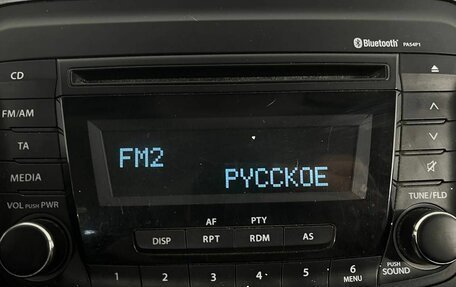 Bluetooth PA54P1
CD
FM/AM
TA
MEDIA
VOL PUSH PWR
FM2
РУССКОЕ
AF PTY
DISP RPT RDM AS
1 2 3 4 5 6
MENU
TUNE/FLD
PUSH
SOUND